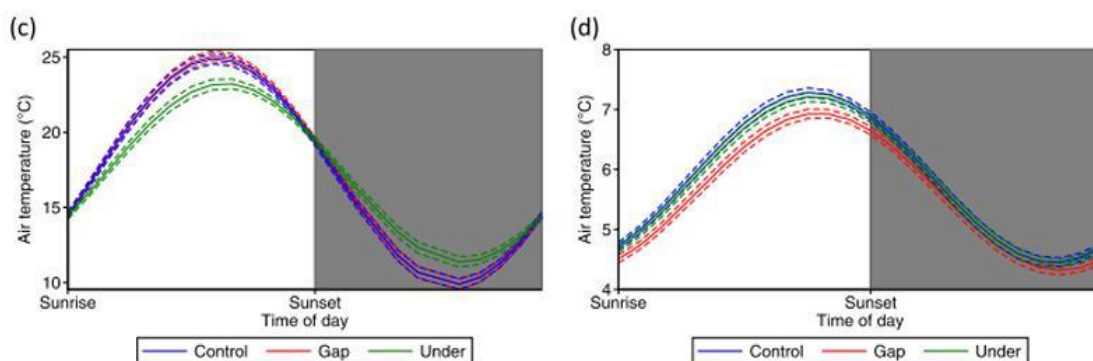 (c)
25
20
15
10
Air temperature (°C)
Sunrise
Sunset
Time of day
Control
Gap
Under
(d)
8
7
6
5
4
Air temperature (°C)
Sunrise
Sunset
Time of day
Control
Gap
Under